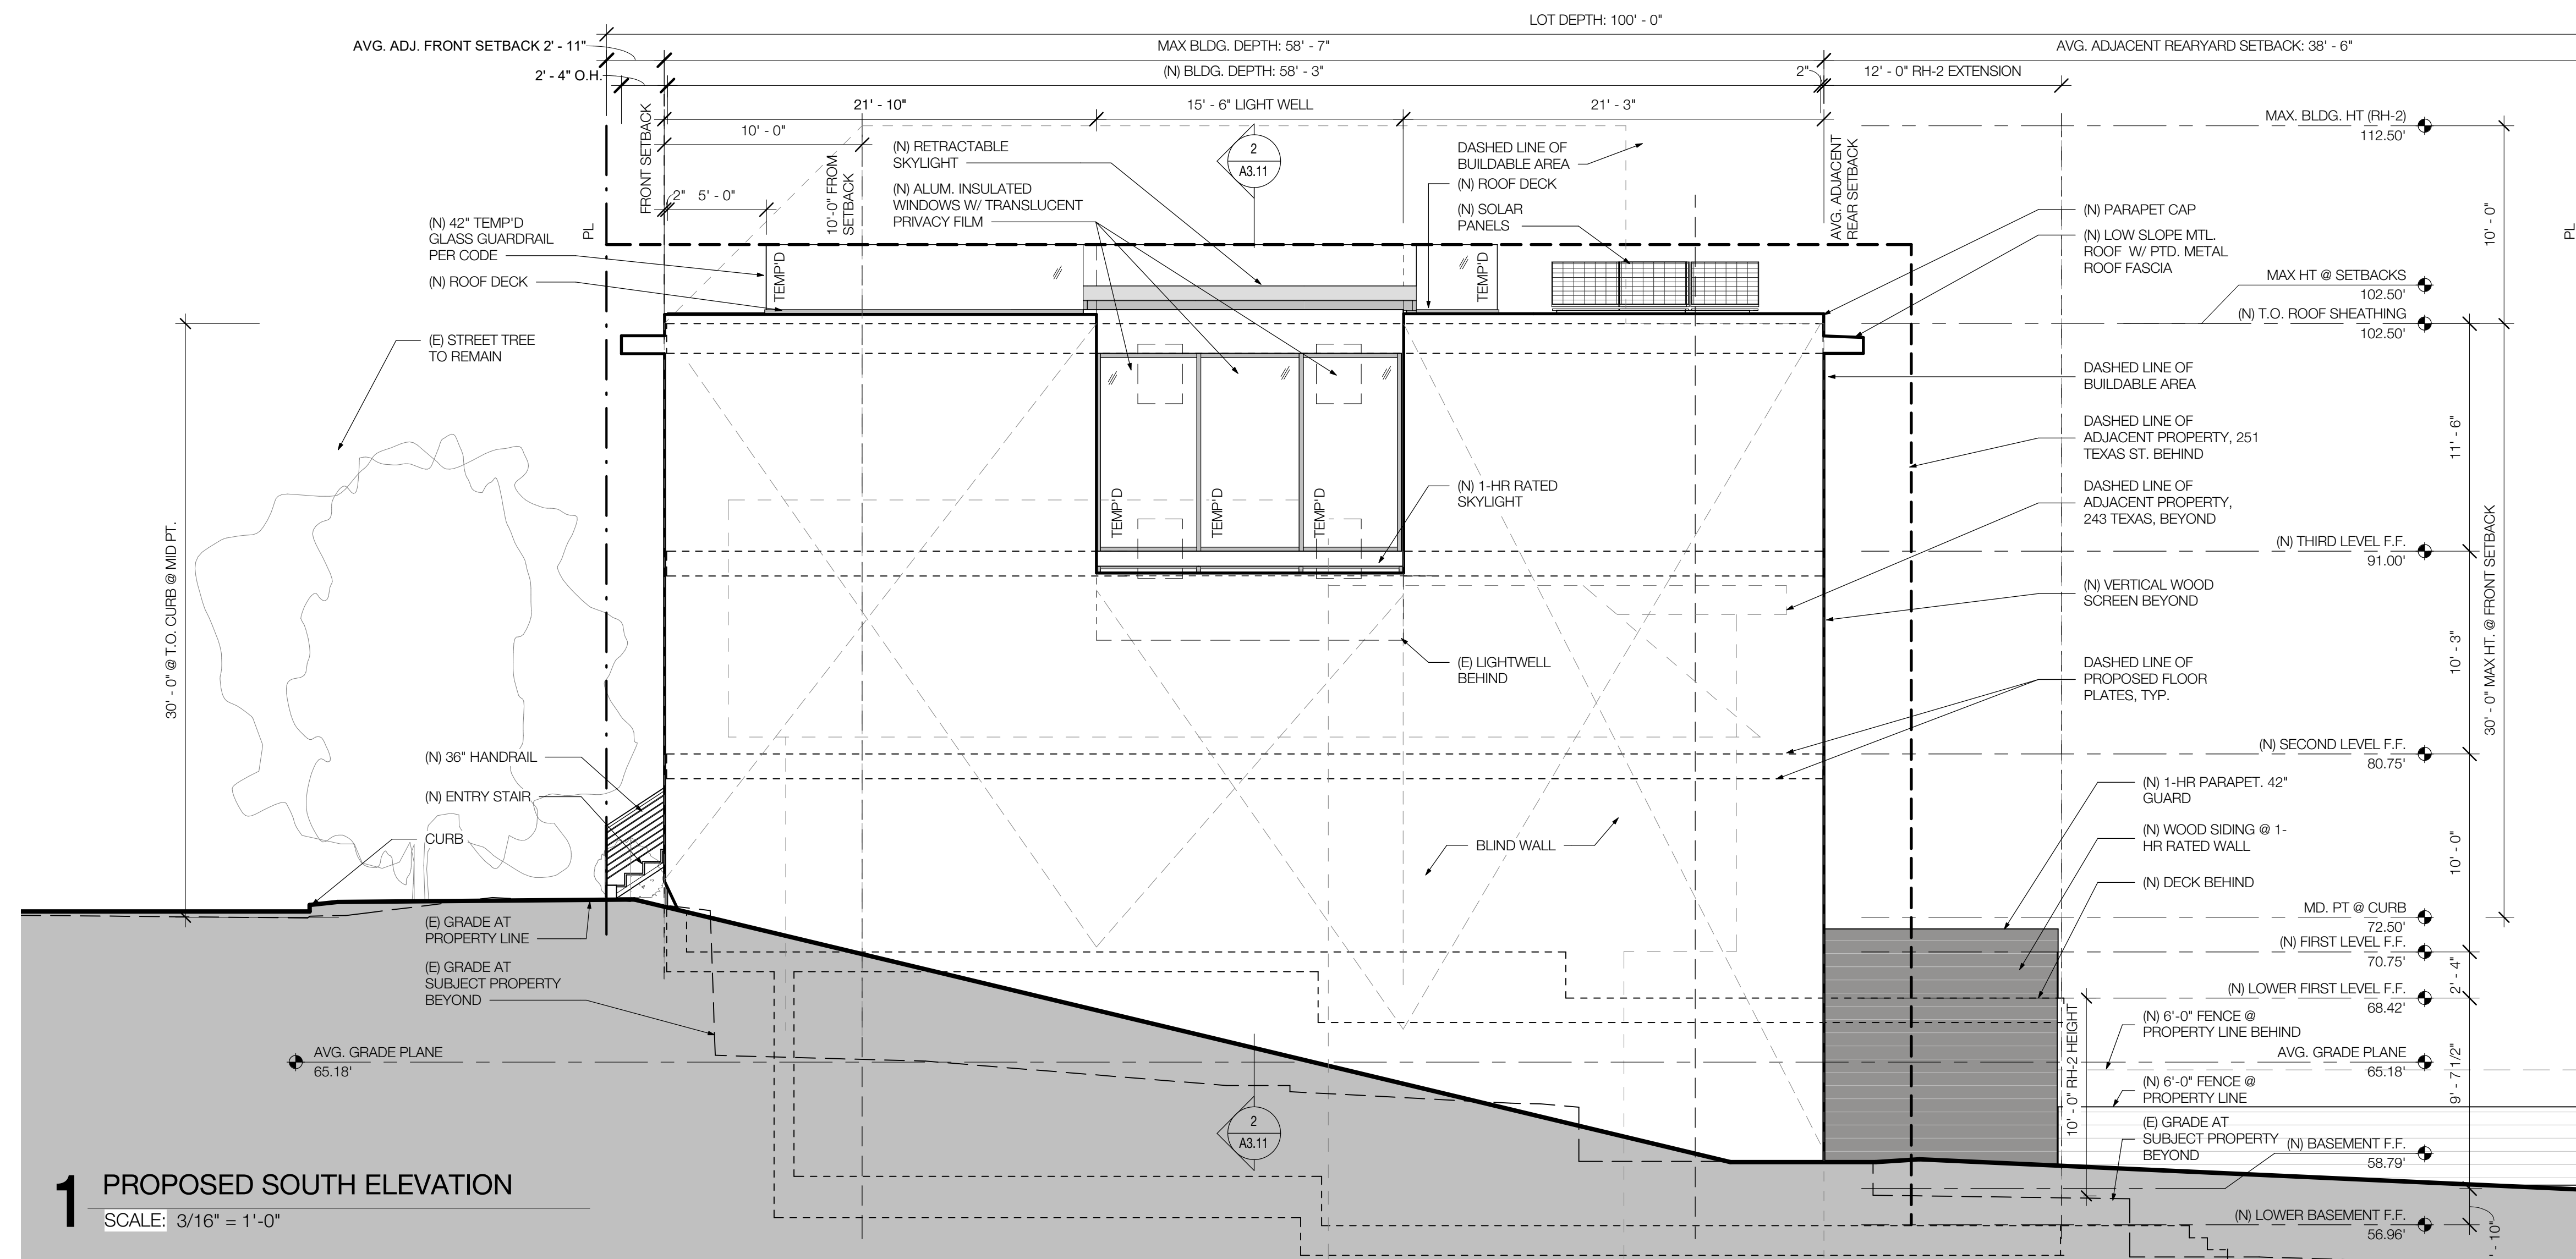 LOT DEPTH: 100' - 0"
AVG. ADJ. FRONT SETBACK 2' - 11"
MAX BLDG. DEPTH: 58' - 7"
AVG. ADJACENT REARYARD SETBACK: 38' - 6"
2' - 4" O.H.
(N) BLDG. DEPTH: 58' - 3"
2"
12' - 0" RH-2 EXTENSION
21' - 10"
15' - 6" LIGHT WELL
21' - 3"
10' - 0"
2"
5' - 0"
FRONT SETBACK
10'-0" FROM
SETBACK
PL
(N) RETRACTABLE
SKYLIGHT
(N) ALUM. INSULATED
WINDOWS W/ TRANSLUCENT
PRIVACY FILM
2
A3.11
DASHED LINE OF
BUILDABLE AREA
(N) ROOF DECK
(N) SOLAR
PANELS
AVG. ADJACENT
REAR SETBACK
MAX. BLDG. HT (RH-2)
112.50'
(N) PARAPET CAP
(N) LOW SLOPE MTL.
ROOF W/ PTD. METAL
ROOF FASCIA
10' - 0"
PL
MAX HT @ SETBACKS
102.50'
(N) T.O. ROOF SHEATHING
102.50'
(N) 42" TEMP'D
GLASS GUARDRAIL
PER CODE
(N) ROOF DECK
TEMP'D
TEMP'D
(E) STREET TREE
TO REMAIN
30' - 0" @ T.O. CURB @ MID PT.
TEMP'D
TEMP'D
TEMP'D
(N) 1-HR RATED
SKYLIGHT
(E) LIGHTWELL
BEHIND
DASHED LINE OF
BUILDABLE AREA
DASHED LINE OF
ADJACENT PROPERTY, 251
TEXAS ST. BEHIND
DASHED LINE OF
ADJACENT PROPERTY,
243 TEXAS, BEYOND
11' - 6"
(N) THIRD LEVEL F.F.
91.00'
(N) VERTICAL WOOD
SCREEN BEYOND
10' - 3"
30' - 0" MAX HT. @ FRONT SETBACK
DASHED LINE OF
PROPOSED FLOOR
PLATES, TYP.
(N) SECOND LEVEL F.F.
80.75'
(N) 36" HANDRAIL
(N) ENTRY STAIR
CURB
BLIND WALL
(N) 1-HR PARAPET. 42"
GUARD
(N) WOOD SIDING @ 1-
HR RATED WALL
(N) DECK BEHIND
10' - 0"
MD. PT @ CURB
72.50'
(N) FIRST LEVEL F.F.
70.75'
2' - 4"
(N) LOWER FIRST LEVEL F.F.
68.42'
(E) GRADE AT
PROPERTY LINE
(E) GRADE AT
SUBJECT PROPERTY
BEYOND
AVG. GRADE PLANE
65.18'
10' - 0" RH-2 HEIGHT
(N) 6'-0" FENCE @
PROPERTY LINE BEHIND
AVG. GRADE PLANE
65.18'
9' - 7 1/2"
(N) 6'-0" FENCE @
PROPERTY LINE
(E) GRADE AT
SUBJECT PROPERTY
BEYOND
(N) BASEMENT F.F.
58.79'
(N) LOWER BASEMENT F.F.
56.96'
- 10"
2
A3.11
1 PROPOSED SOUTH ELEVATION
SCALE: 3/16" = 1'-0"